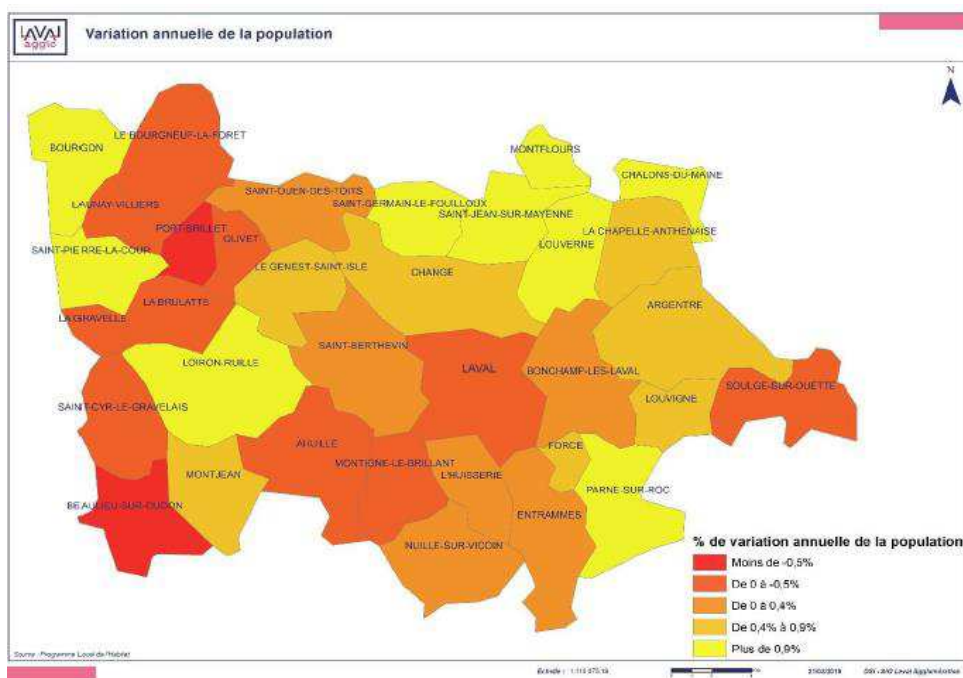 LAVAL
agglo
Variation annuelle de la population
N
BOURGON
LE BOURGNEUF-LA-FORET
MONTFLOURS
CHALONS-DU-MAINE
LAUNAY-VILLIERS
SAINT-OUEN-DES-TOITS
SAINT-GERMAIN-LE-FOUILLOUX
SAINT-JEAN-SUR-MAYENNE
PORT-BRILLET
OLIVET
LOUVERNE
LA CHAPELLE-ANTHENAISE
SAINT-PIERRE-LA-COUR
LE GENEST-SAINT-ISLE
CHANGE
LA BRULATTE
ARGENTRE
LA GRAVELLE
SAINT-BERTHEVIN
LOIRON-RUILLE
LAVAL
BONCHAMP-LES-LAVAL
SOULGE-SUR-OUETTE
LOUVIGNE
SAINT-CYR-LE-GRAVELAIS
AHUILLE
FORCE
MONTIGNE-LE-BRILLANT
MONTJEAN
L'HUISSERIE
PARNE-SUR-ROC
BEAULIEU-SUR-OUDON
ENTRAMMES
NUILLE-SUR-VICOIN
% de variation annuelle de la population
Moins de -0,5%
De 0 à -0,5%
De 0 à 0,4%
De 0,4% à 0,9%
Plus de 0,9%
Source : Programme Local de l'Habitat
Echelle :
DSI - SIG Laval Agglomération